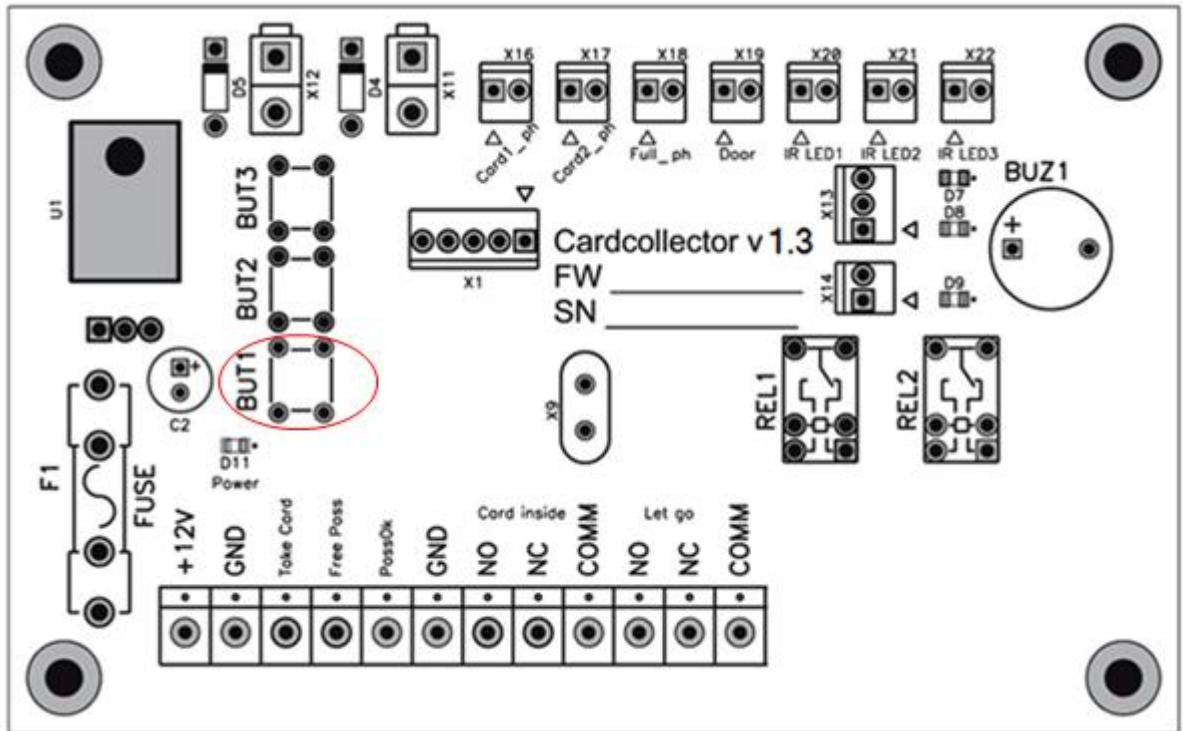 X16 X17 X18 X19 X20 X21 X22
D5 X12 D4 X11
Card1_ph Card2_ph Full_ph Door IR LED1 IR LED2 IR LED3
U1
BUT3
BUT2
BUT1
X1
Cardcollector v 1.3
FW
SN
X13
X14
D7
D8
D9
BUZ1
+
+
C2
X9
REL1
REL2
F1
FUSE
D11
Power
Card inside Let go
+12V GND Take Card Free Pass PassOk GND NO NC COMM NO NC COMM